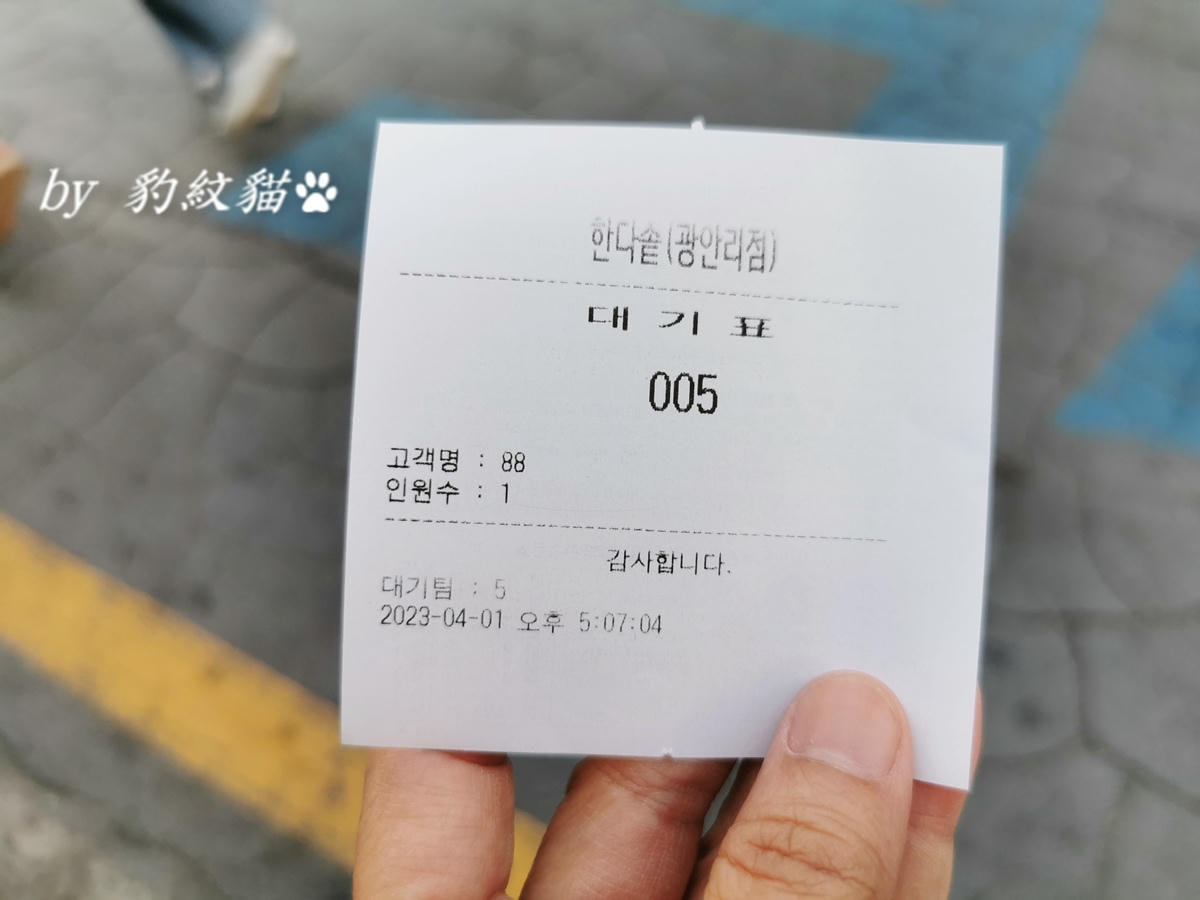 by 豹紋貓
한다솥(광안리점)
대 기 표
005
고객명 : 88
인원수 : 1
감사합니다.
대기팀 : 5
2023-04-01 오후 5:07:04